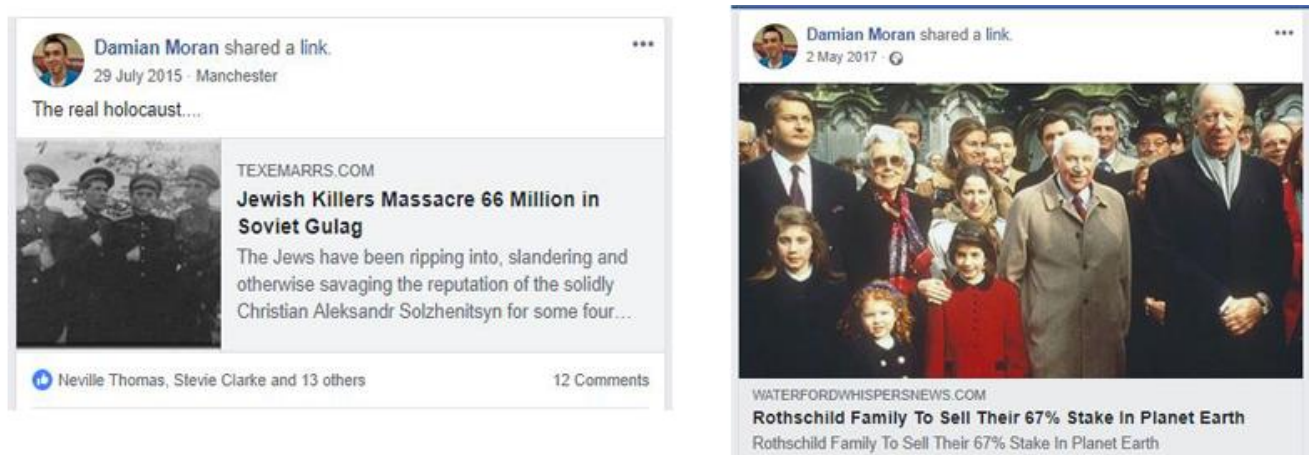 Damian Moran shared a link.
29 July 2015 · Manchester
The real holocaust....
TEXEMARRS.COM
Jewish Killers Massacre 66 Million in
Soviet Gulag
The Jews have been ripping into, slandering and
otherwise savaging the reputation of the solidly
Christian Aleksandr Solzhenitsyn for some four...
Neville Thomas, Stevie Clarke and 13 others
12 Comments
Damian Moran shared a link.
2 May 2017 ·
WATERFORDWHISPERSNEWS.COM
Rothschild Family To Sell Their 67% Stake In Planet Earth
Rothschild Family To Sell Their 67% Stake In Planet Earth